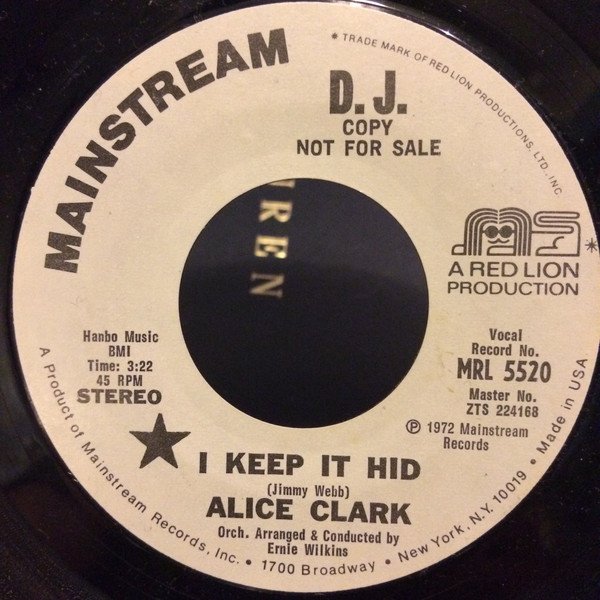 MAINSTREAM
* TRADE MARK OF RED LION PRODUCTIONS, LTD., INC.
D.J.
COPY
NOT FOR SALE
*
A RED LION
PRODUCTION
Hanbo Music
BMI
Time: 3:22
45 RPM
STEREO
Vocal
Record No.
MRL 5520
Master No.
ZTS 224168
℗ 1972 Mainstream
Records
I KEEP IT HID
(Jimmy Webb)
ALICE CLARK
Orch. Arranged & Conducted by
Ernie Wilkins
A Product of Mainstream Records, Inc. • 1700 Broadway • New York, N.Y. 10019 • Made in USA
REN